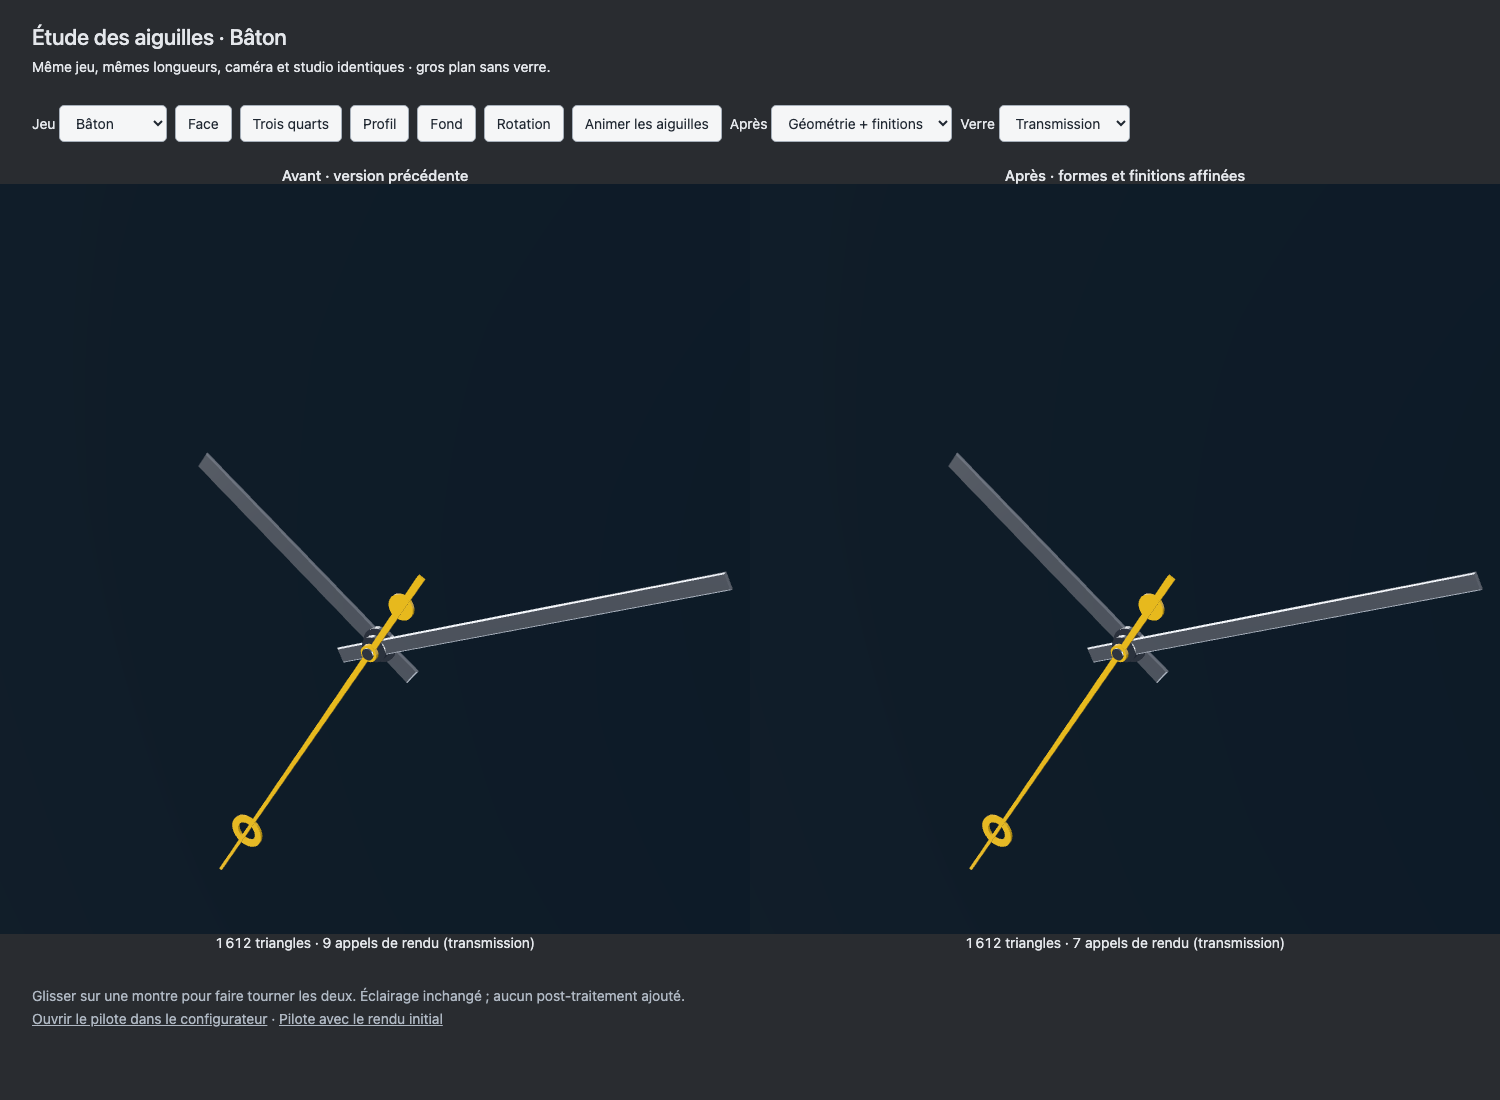 Étude des aiguilles · Bâton
Même jeu, mêmes longueurs, caméra et studio identiques · gros plan sans verre.
Jeu Bâton Face Trois quarts Profil Fond Rotation Animer les aiguilles Après Géométrie + finitions Verre Transmission
Avant · version précédente
Après · formes et finitions affinées
1 612 triangles · 9 appels de rendu (transmission)
1 612 triangles · 7 appels de rendu (transmission)
Glisser sur une montre pour faire tourner les deux. Éclairage inchangé ; aucun post-traitement ajouté.
Ouvrir le pilote dans le configurateur · Pilote avec le rendu initial